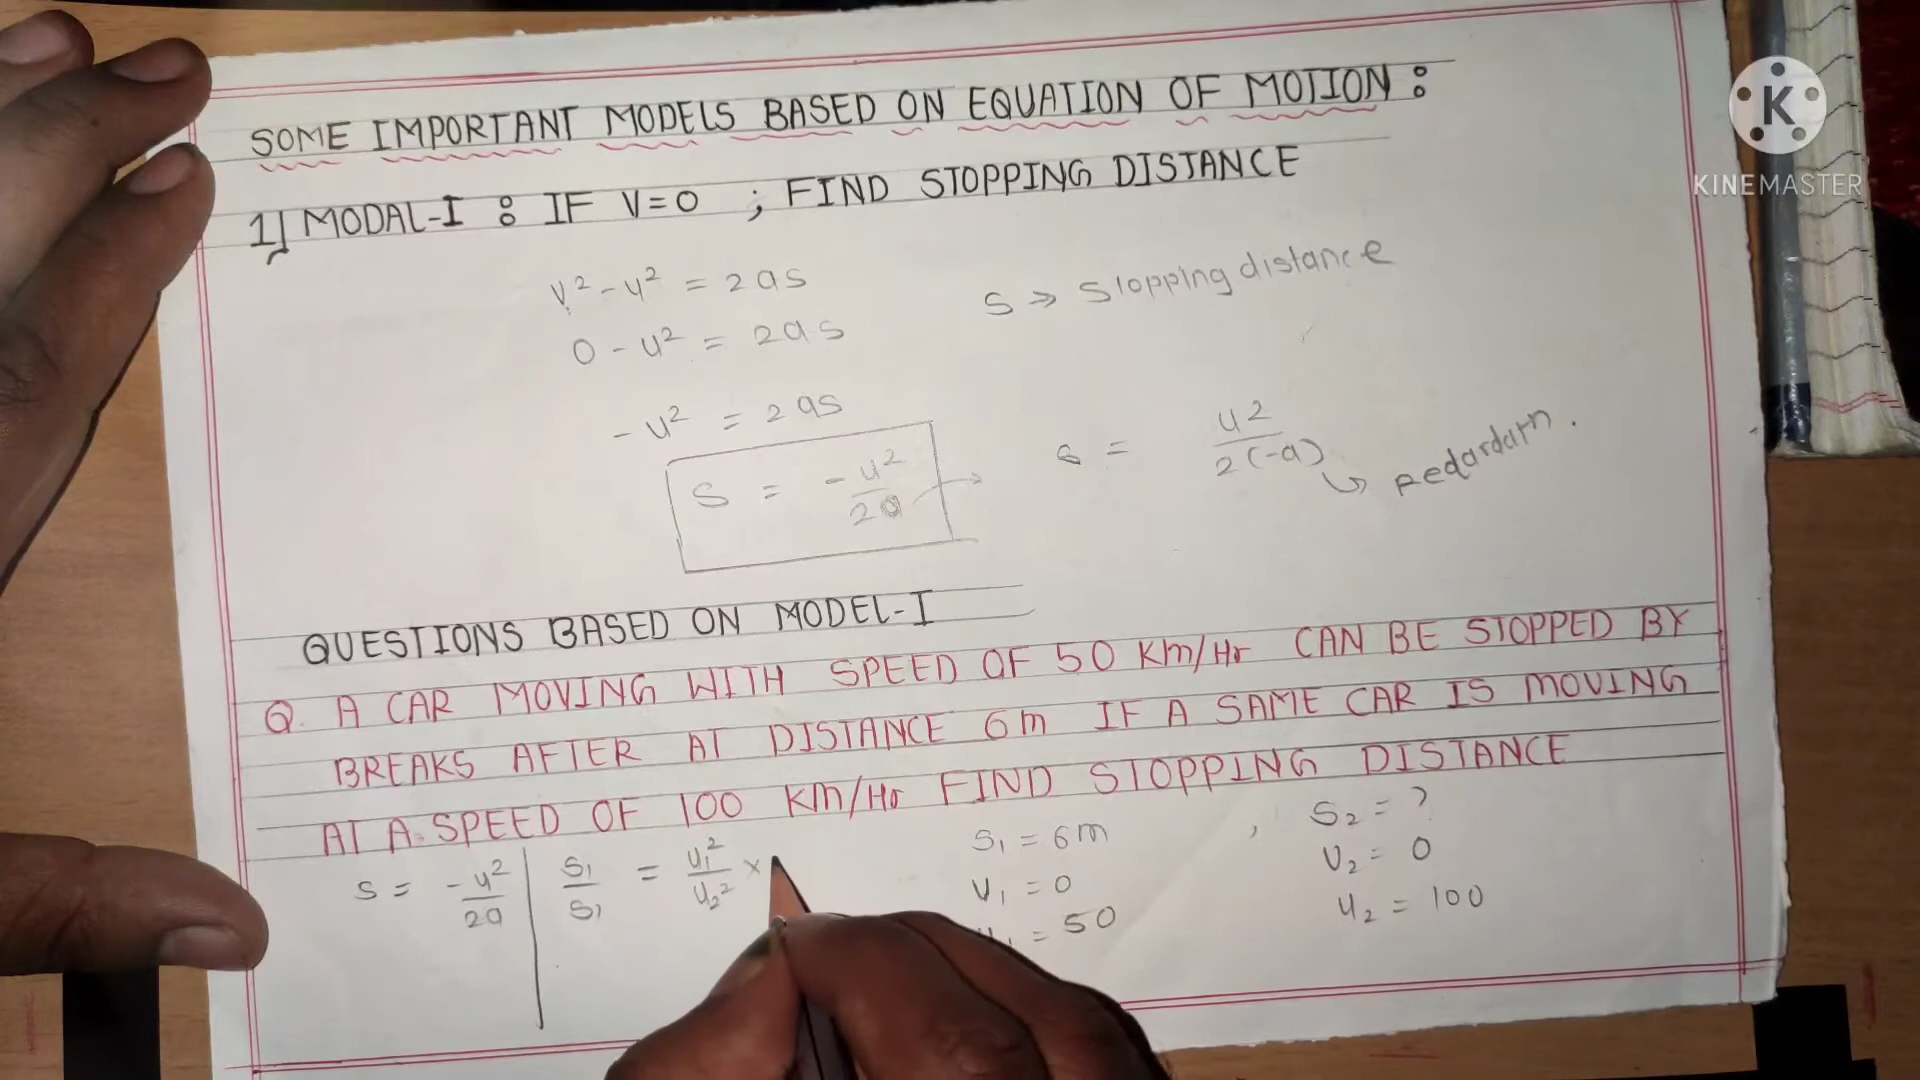 SOME IMPORTANT MODELS BASED ON EQUATION OF MOTION :
1] MODAL-I : IF V=0 ; FIND STOPPING DISTANCE
v² - u² = 2as
s ⇒ stopping distance
0 - u² = 2as
-u² = 2as
s = -u²/2a → s = u²/2(-a)
QUESTIONS BASED ON MODEL-I
Q. A CAR MOVING WITH SPEED OF 50 Km/Hr CAN BE STOPPED BY
BREAKS AFTER AT DISTANCE 6m IF A SAME CAR IS MOVING
AT A SPEED OF 100 Km/Hr FIND STOPPING DISTANCE
s = -u²/2a | s₁/s₁ = u₁²/u₂² ×
s₁ = 6m , s₂ = ?
v₁ = 0 v₂ = 0
= 50 u₂ = 100
K
KINEMASTER